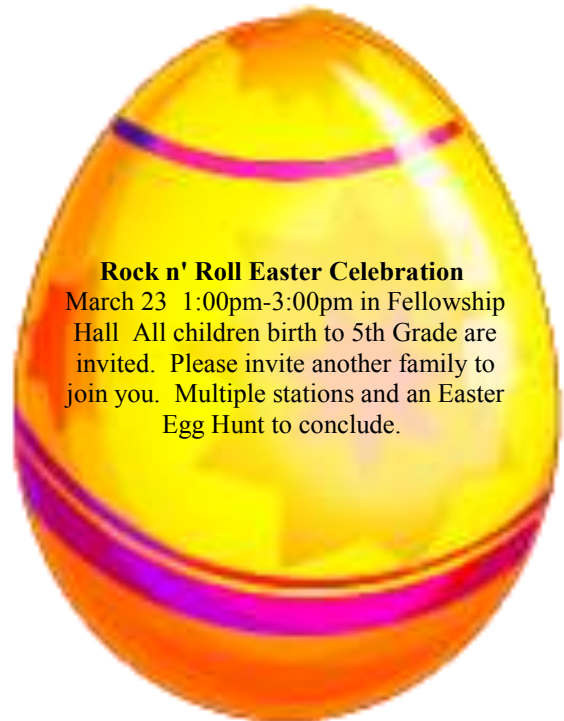 Rock n' Roll Easter Celebration
March 23  1:00pm-3:00pm in Fellowship
Hall  All children birth to 5th Grade are
invited.  Please invite another family to
join you.  Multiple stations and an Easter
Egg Hunt to conclude.